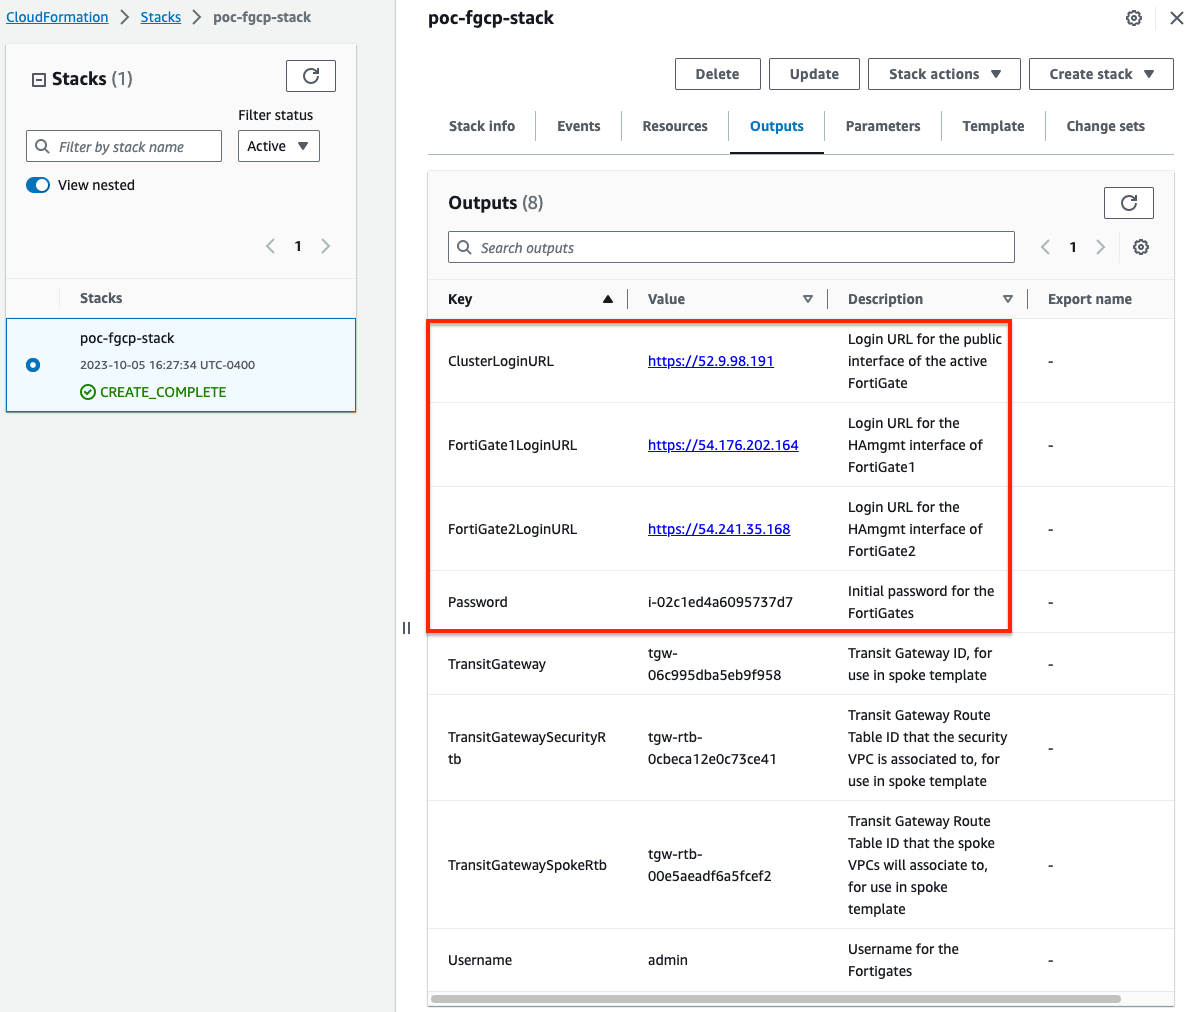 CloudFormation > Stacks > poc-fgcp-stack
Stacks (1)
Filter status
Filter by stack name
Active
View nested
1
Stacks
poc-fgcp-stack
2023-10-05 16:27:34 UTC-0400
CREATE_COMPLETE
poc-fgcp-stack
Delete
Update
Stack actions
Create stack
Stack info
Events
Resources
Outputs
Parameters
Template
Change sets
Outputs (8)
Search outputs
1
Key
Value
Description
Export name
ClusterLoginURL
https://52.9.98.191
Login URL for the public
interface of the active
FortiGate
-
FortiGate1LoginURL
https://54.176.202.164
Login URL for the
HAmgmt interface of
FortiGate1
-
FortiGate2LoginURL
https://54.241.35.168
Login URL for the
HAmgmt interface of
FortiGate2
-
Password
i-02c1ed4a6095737d7
Initial password for the
FortiGates
-
TransitGateway
tgw-
06c995dba5eb9f958
Transit Gateway ID, for
use in spoke template
-
TransitGatewaySecurityR
tb
tgw-rtb-
0cbeca12e0c73ce41
Transit Gateway Route
Table ID that the security
VPC is associated to, for
use in spoke template
-
TransitGatewaySpokeRtb
tgw-rtb-
00e5aeadf6a5fcef2
Transit Gateway Route
Table ID that the spoke
VPCs will associate to,
for use in spoke
template
-
Username
admin
Username for the
Fortigates
-